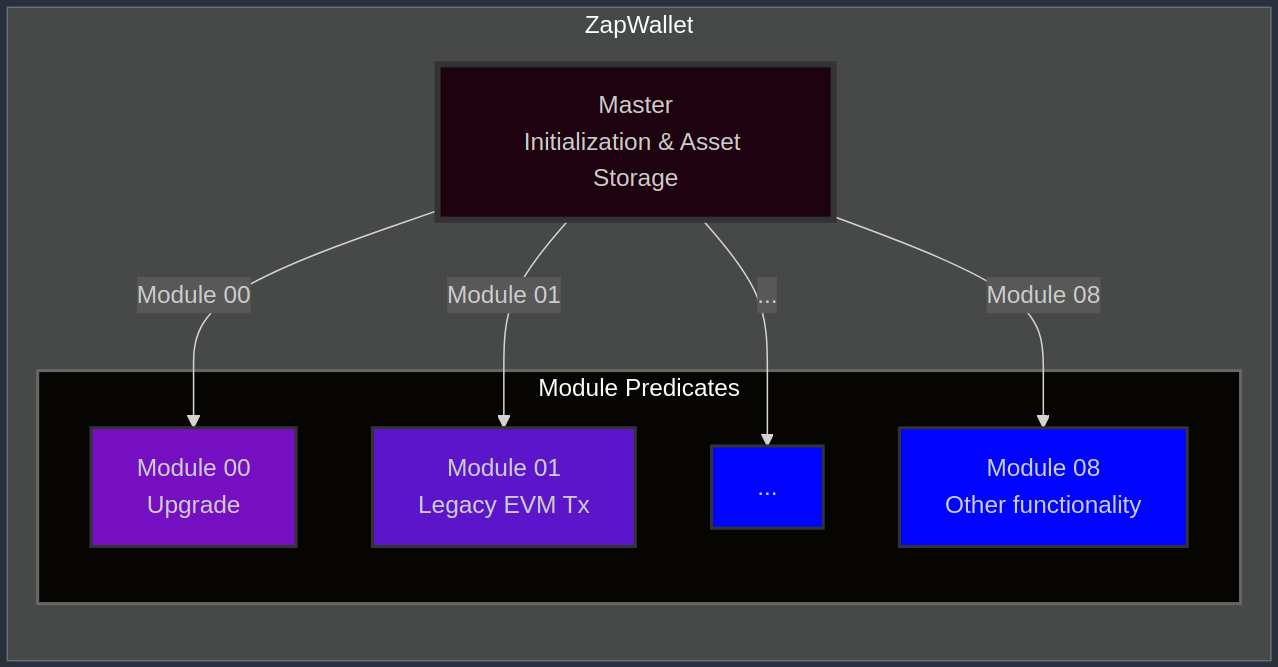 ZapWallet
Master
Initialization & Asset
Storage
Module 00
Module 01
...
Module 08
Module Predicates
Module 00
Upgrade
Module 01
Legacy EVM Tx
...
Module 08
Other functionality